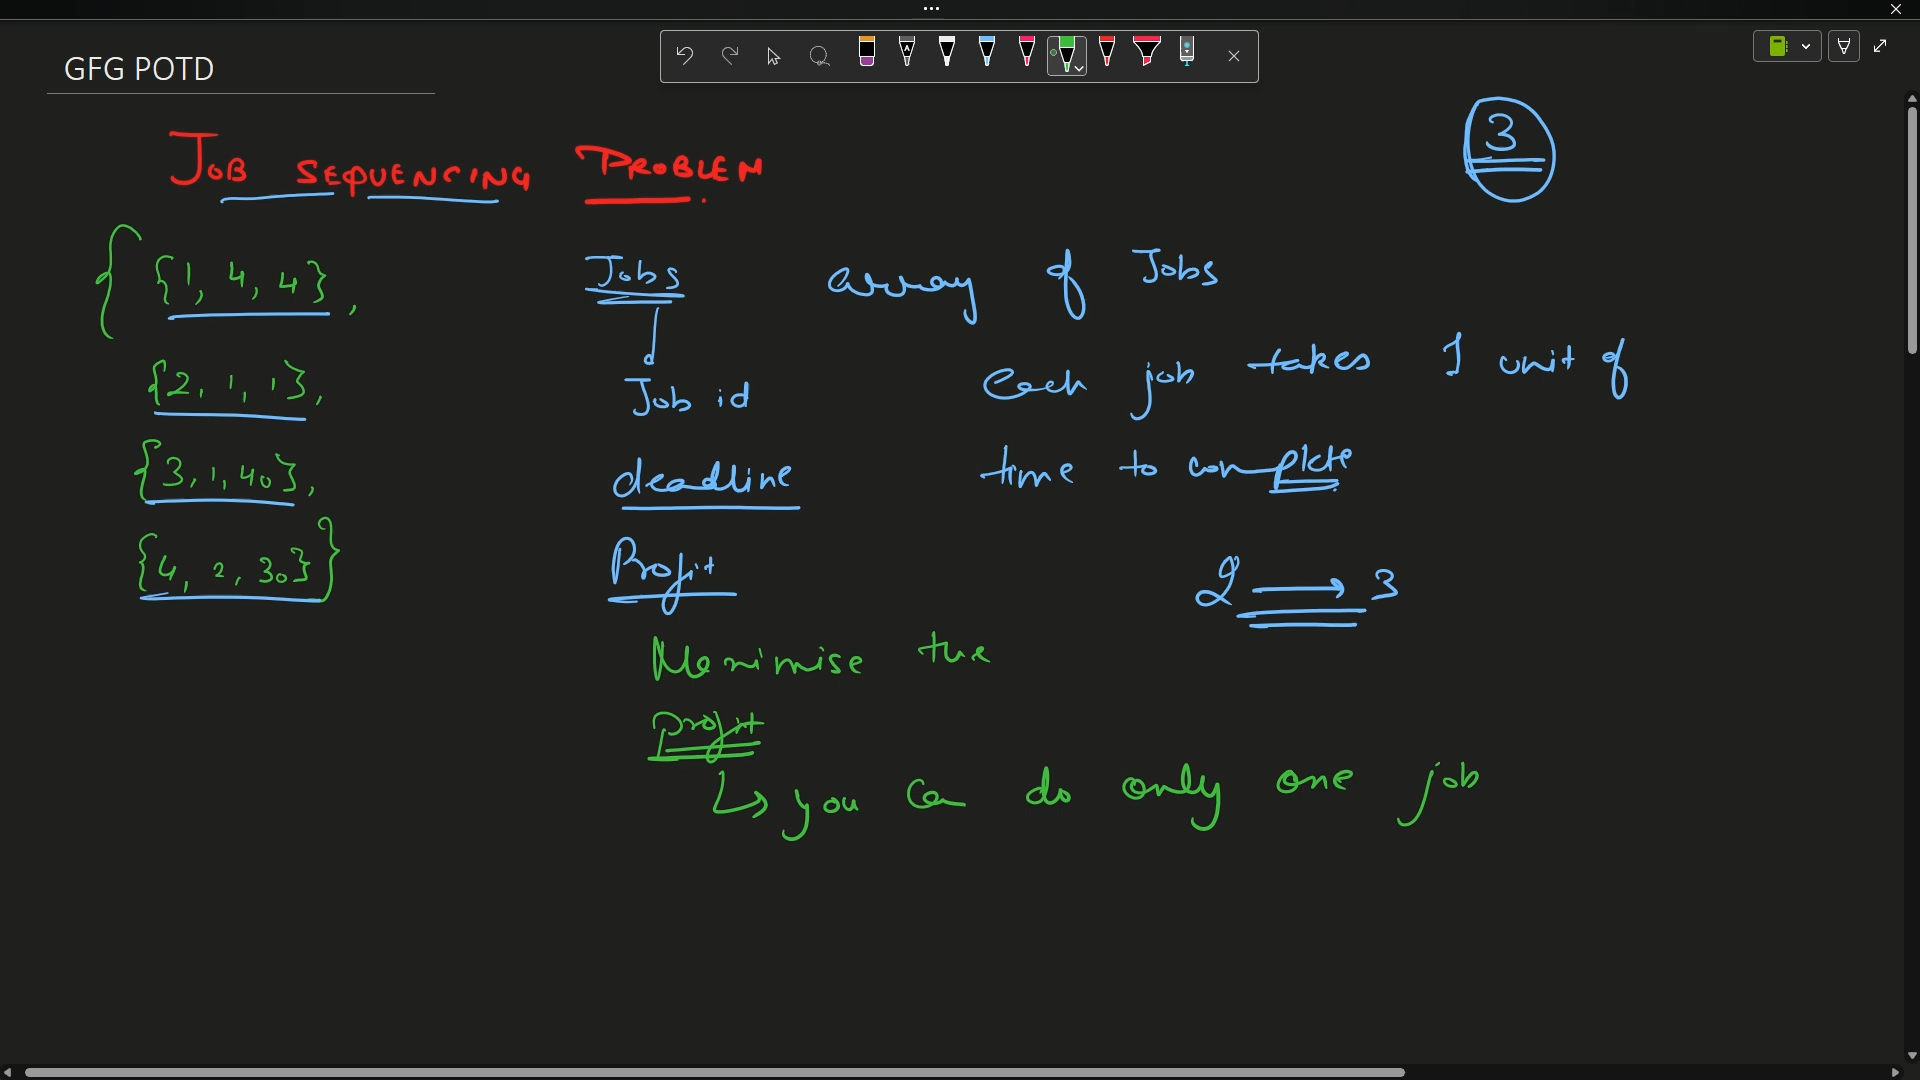 GFG POTD
3
JOB SEQUENCING PROBLEM
{ {1, 4, 4},
{2, 1, 1},
{3, 1, 40},
{4, 2, 30} }
Jobs
Job id
deadline
Profit
array of Jobs
Each job takes 1 unit of
time to complete
2 → 3
Maximise the
profit
↳ you can do only one job